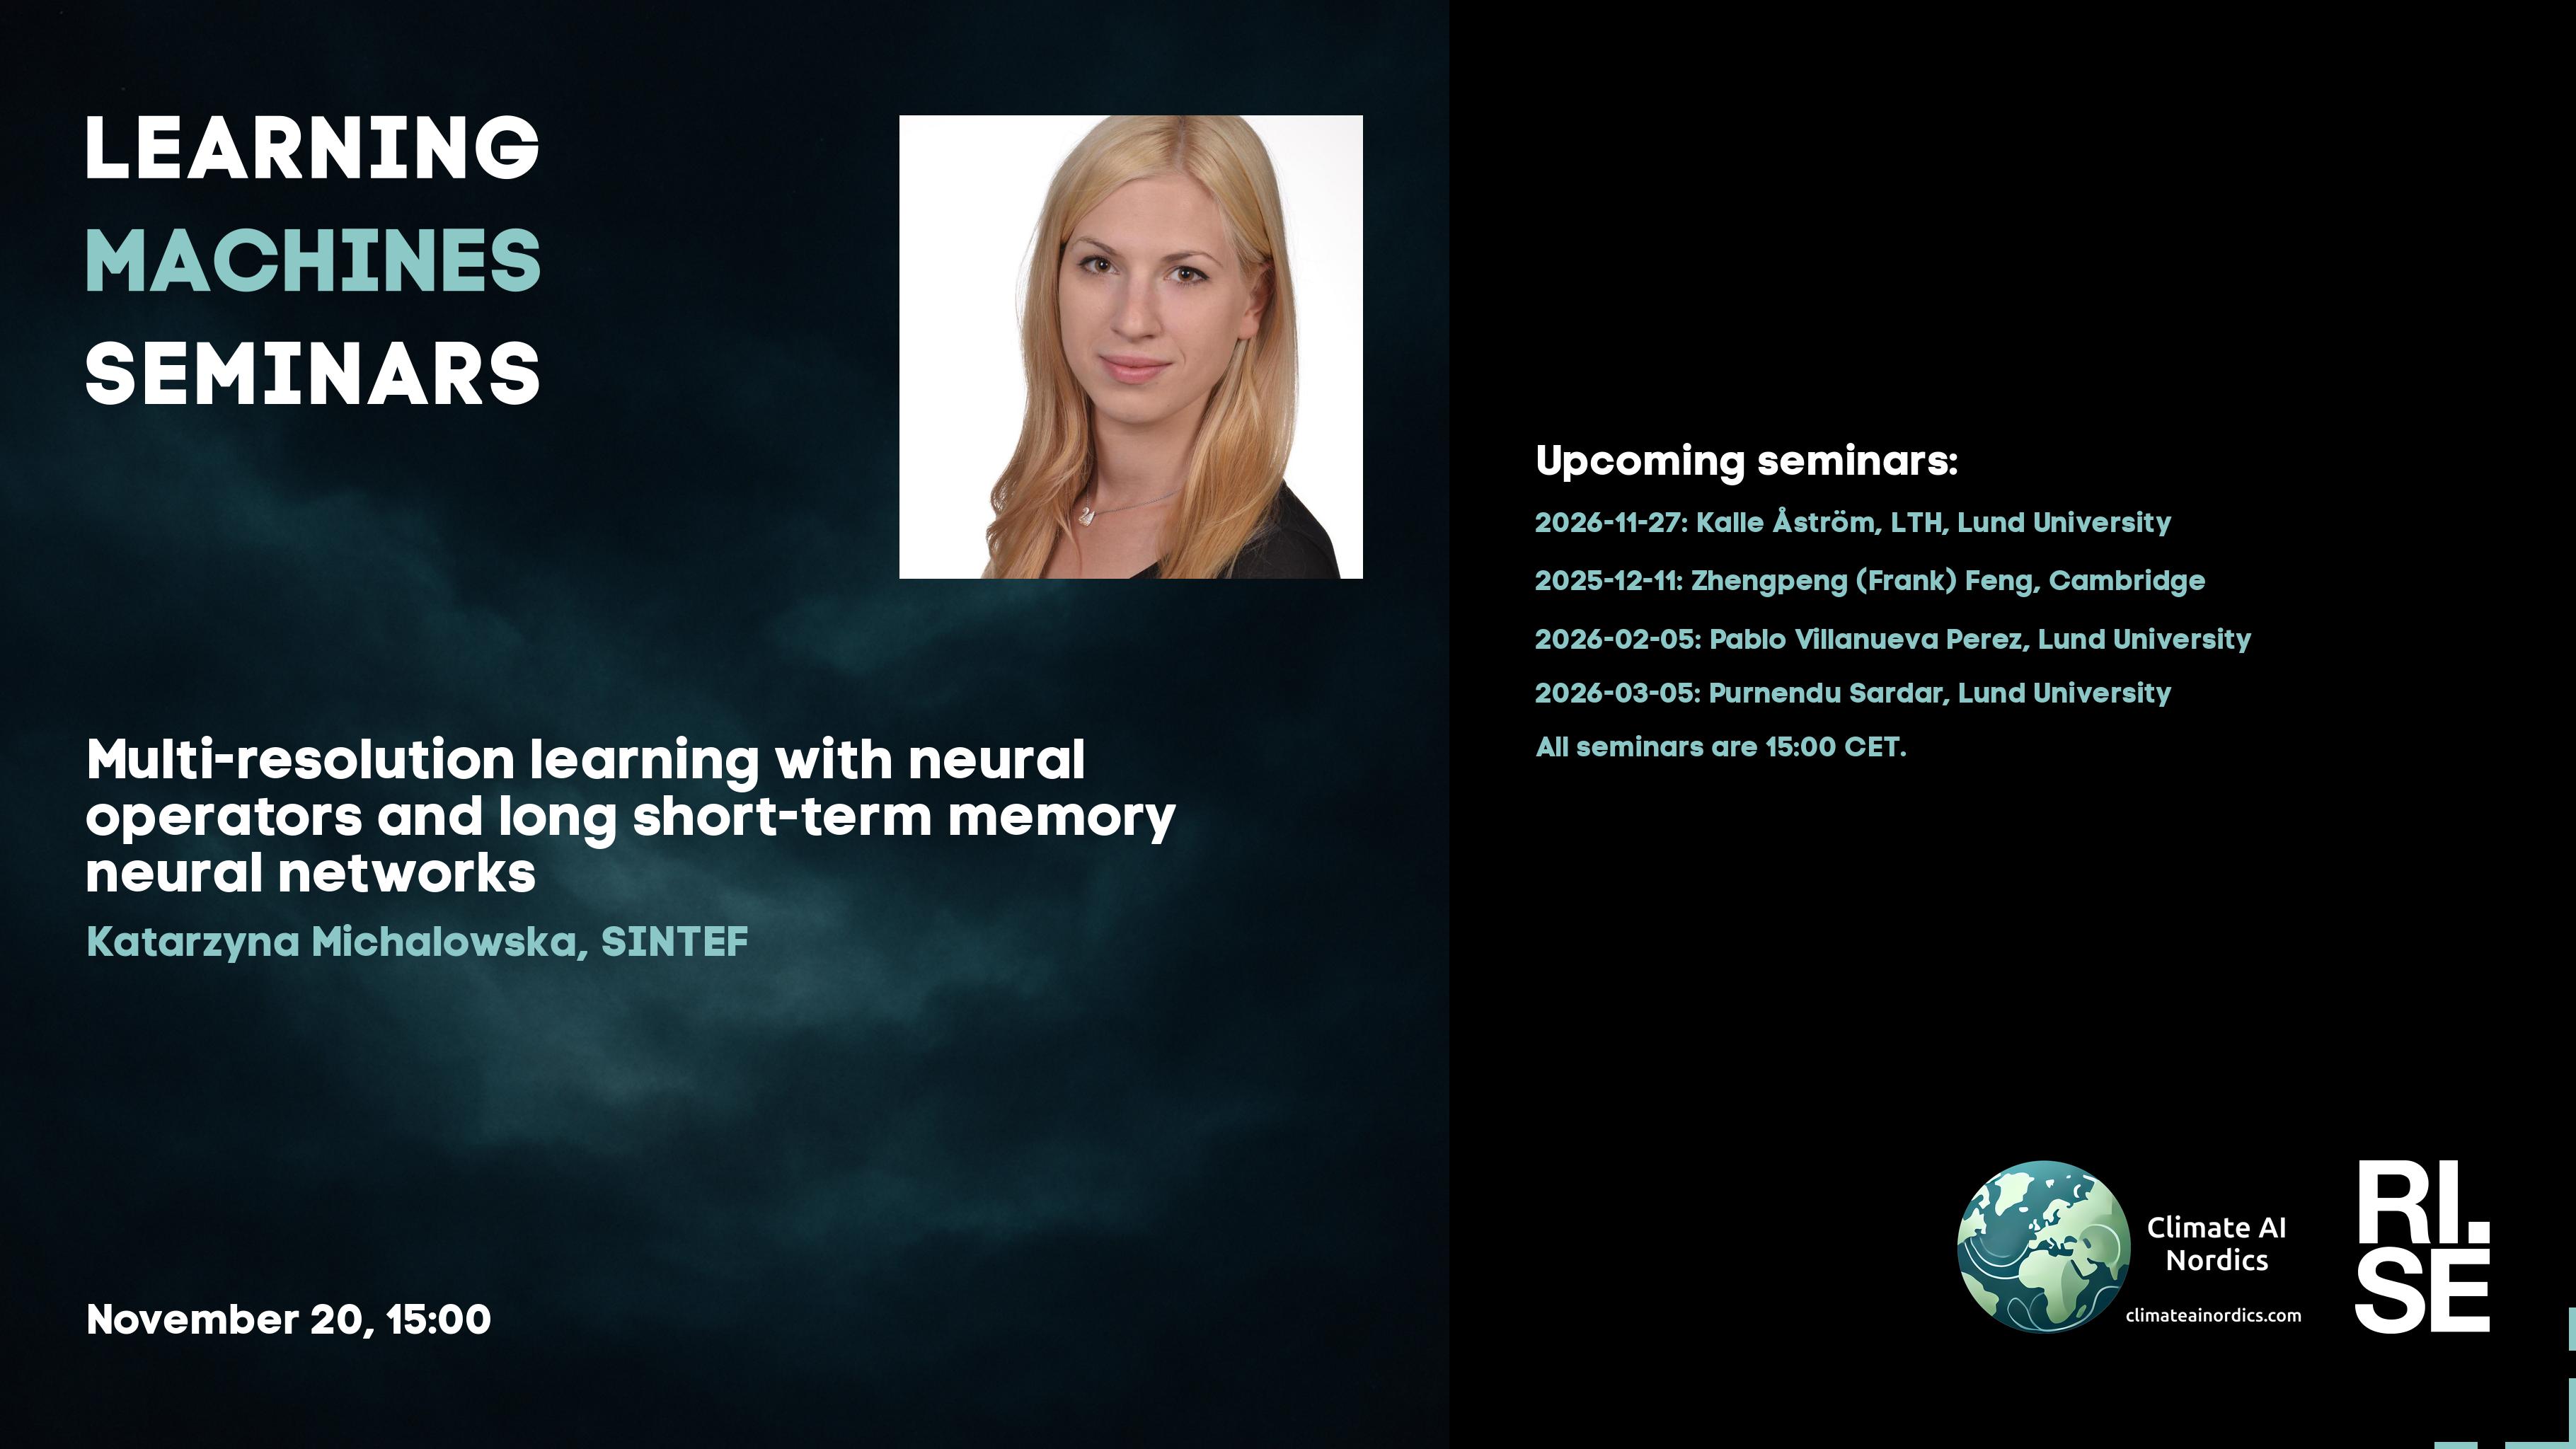 LEARNING
MACHINES
SEMINARS
Multi-resolution learning with neural
operators and long short-term memory
neural networks
Katarzyna Michalowska, SINTEF
November 20, 15:00
Upcoming seminars:
2026-11-27: Kalle Åström, LTH, Lund University
2025-12-11: Zhengpeng (Frank) Feng, Cambridge
2026-02-05: Pablo Villanueva Perez, Lund University
2026-03-05: Purnendu Sardar, Lund University
All seminars are 15:00 CET.
Climate AI
Nordics
climateainordics.com
RI.
SE